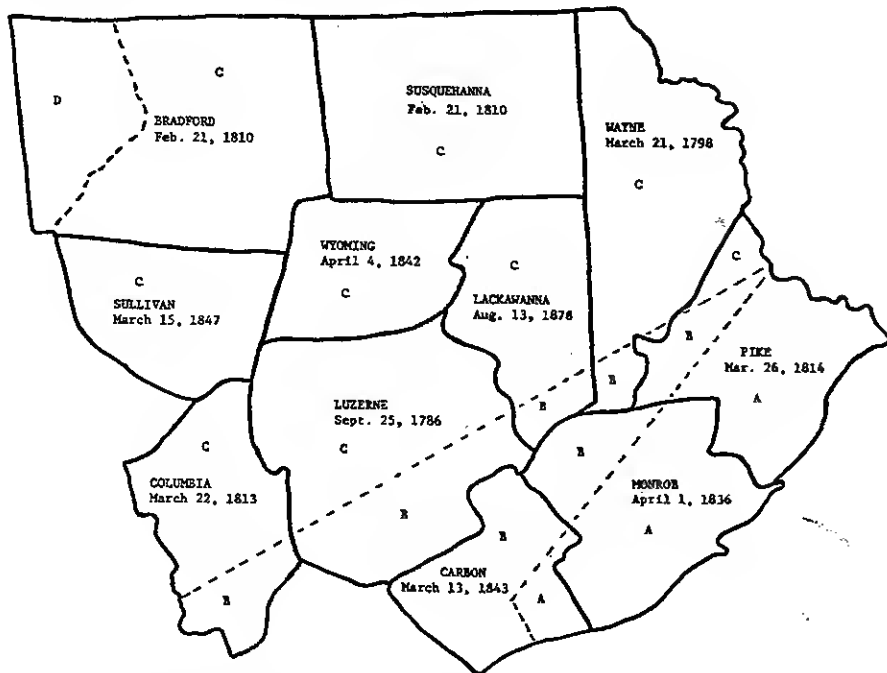 D
C
BRADFORD
Feb. 21, 1810
SUSQUEHANNA
Feb. 21, 1810
C
WAYNE
March 21, 1798
C
C
SULLIVAN
March 15, 1847
WYOMING
April 4, 1842
C
C
LACKAWANNA
Aug. 13, 1878
B
B
C
B
PIKE
Mar. 26, 1814
A
LUZERNE
Sept. 25, 1786
C
B
C
COLUMBIA
March 22, 1813
B
B
MONROE
April 1, 1836
A
B
CARBON
March 13, 1843
A